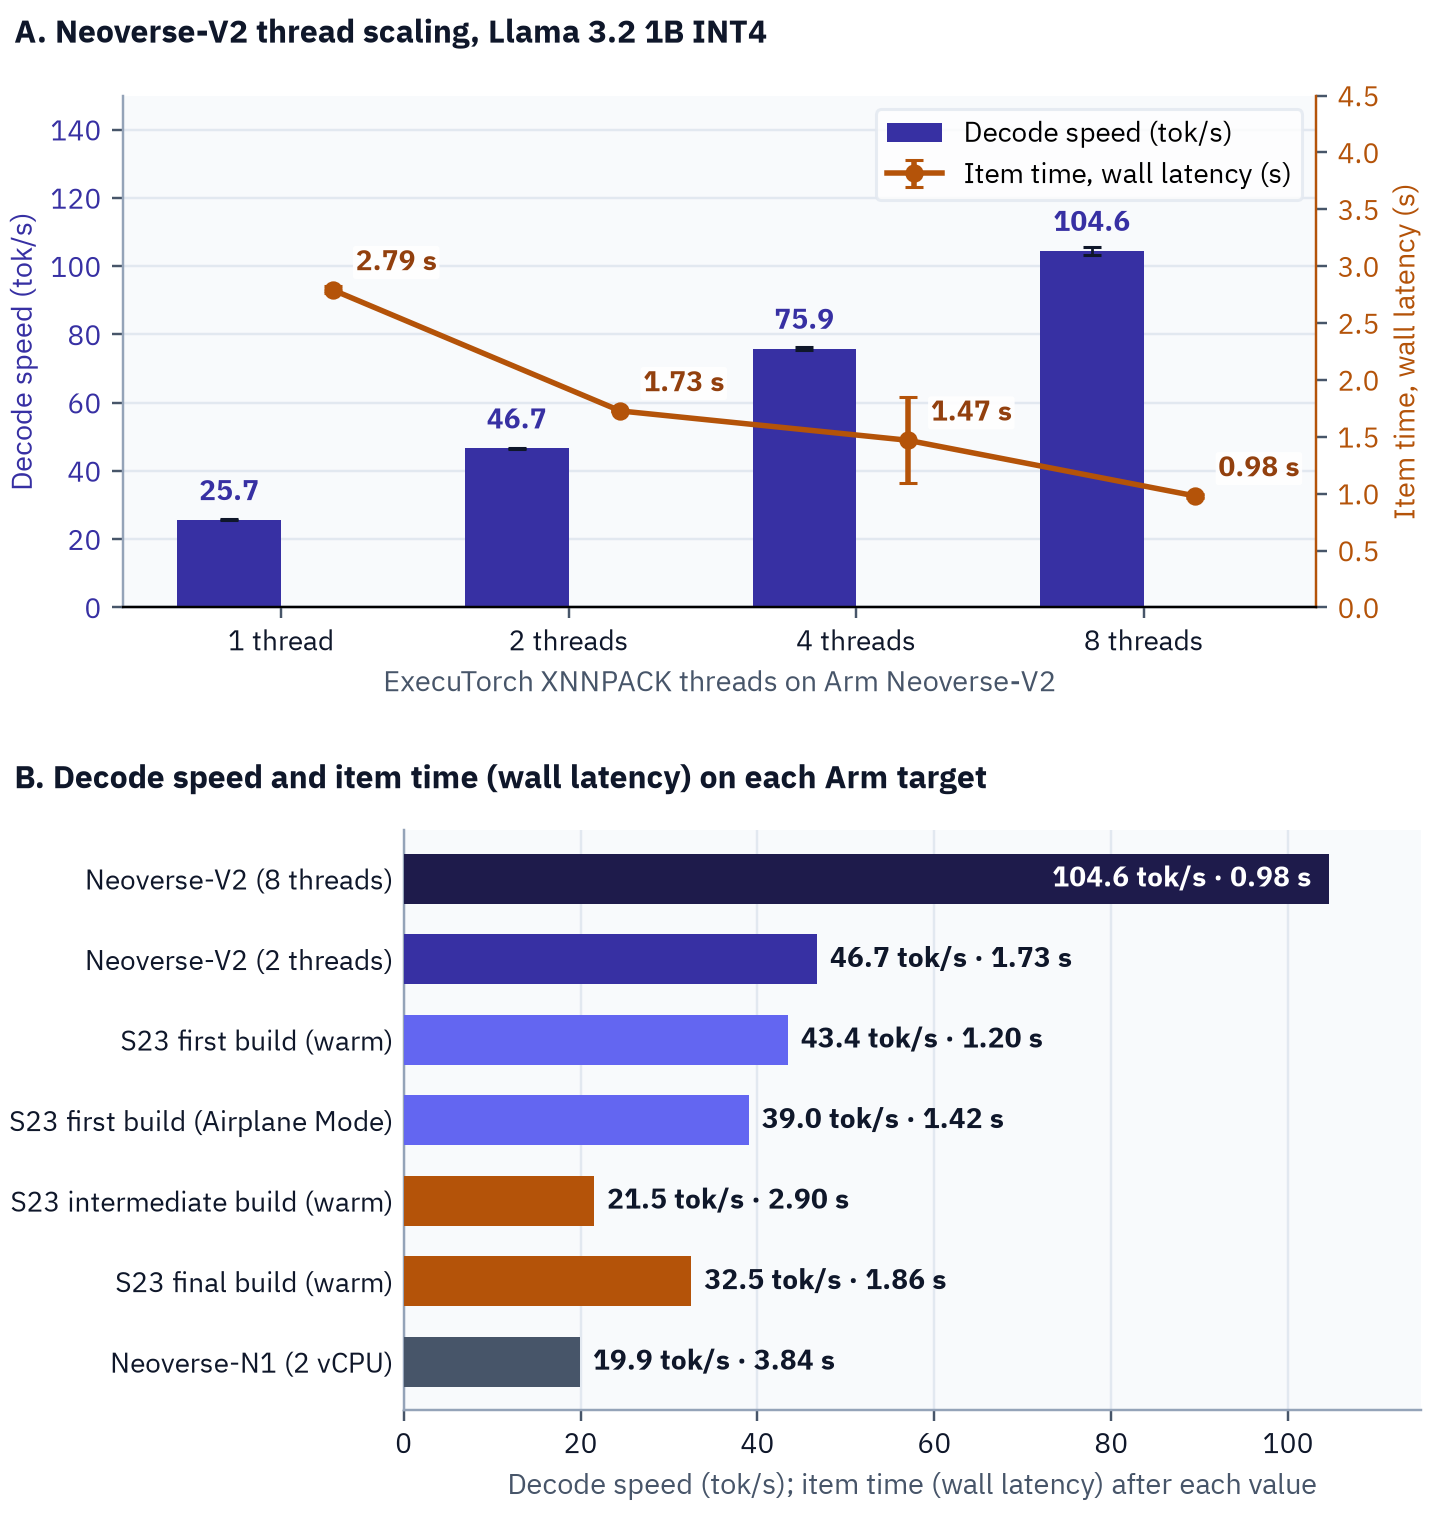 A. Neoverse-V2 thread scaling, Llama 3.2 1B INT4
Decode speed (tok/s)
140
120
100
80
60
40
20
0
Decode speed (tok/s)
Item time, wall latency (s)
25.7
46.7
75.9
104.6
2.79 s
1.73 s
1.47 s
0.98 s
4.5
4.0
3.5
3.0
2.5
2.0
1.5
1.0
0.5
0.0
Item time, wall latency (s)
1 thread
2 threads
4 threads
8 threads
ExecuTorch XNNPACK threads on Arm Neoverse-V2
B. Decode speed and item time (wall latency) on each Arm target
Neoverse-V2 (8 threads) 104.6 tok/s · 0.98 s
Neoverse-V2 (2 threads) 46.7 tok/s · 1.73 s
S23 first build (warm) 43.4 tok/s · 1.20 s
S23 first build (Airplane Mode) 39.0 tok/s · 1.42 s
S23 intermediate build (warm) 21.5 tok/s · 2.90 s
S23 final build (warm) 32.5 tok/s · 1.86 s
Neoverse-N1 (2 vCPU) 19.9 tok/s · 3.84 s
0 20 40 60 80 100
Decode speed (tok/s); item time (wall latency) after each value